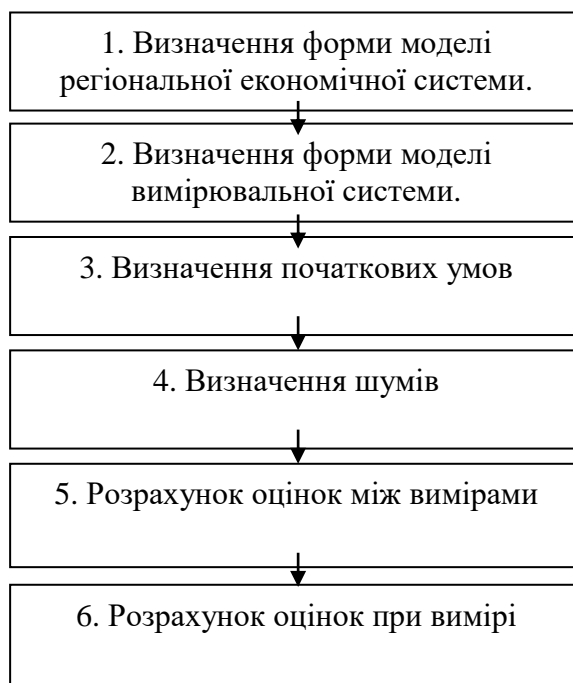 1. Визначення форми моделі
регіональної економічної системи.
2. Визначення форми моделі
вимірювальної системи.
3. Визначення початкових умов
4. Визначення шумів
5. Розрахунок оцінок між вимірами
6. Розрахунок оцінок при вимірі